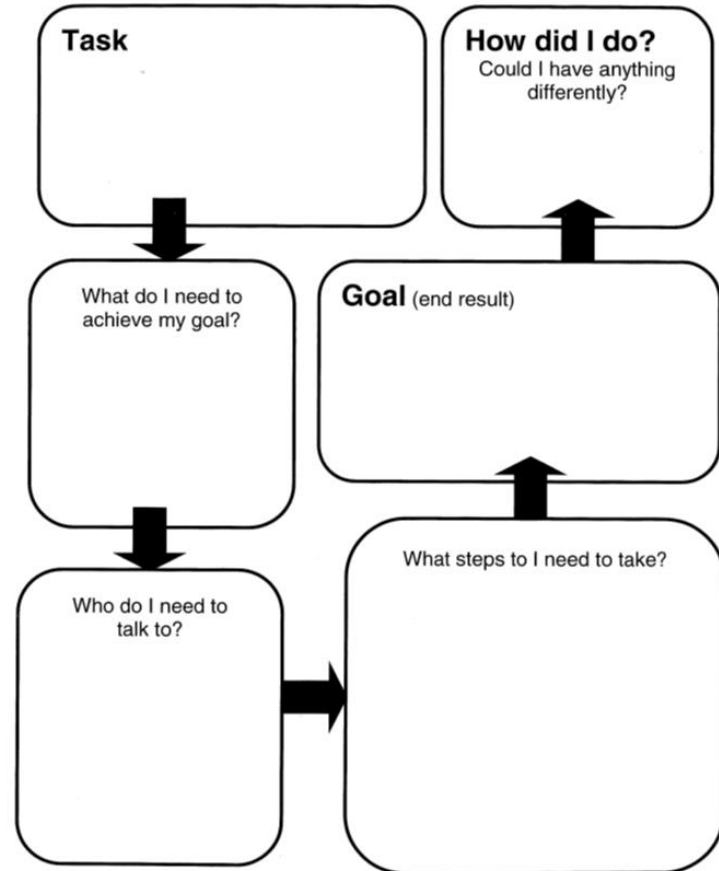 Task
How did I do?
Could I have anything
differently?
What do I need to
achieve my goal?
Goal (end result)
Who do I need to
talk to?
What steps to I need to take?